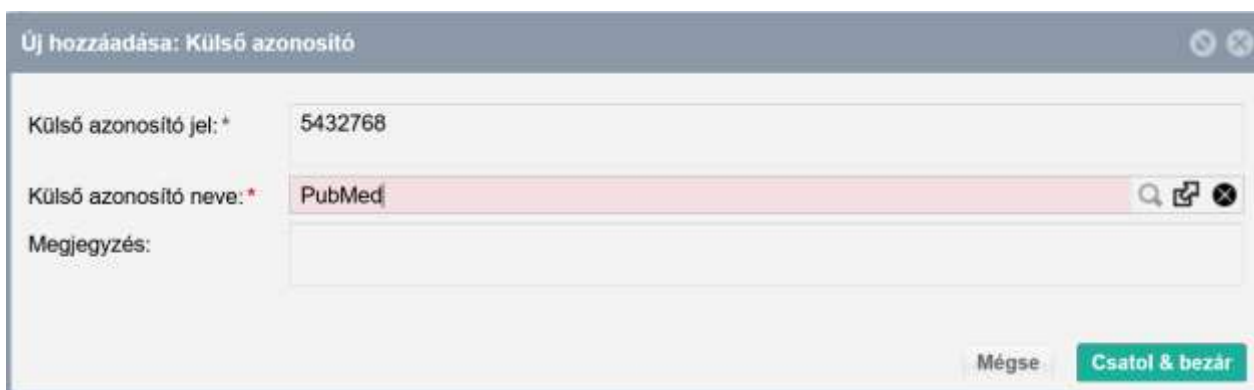 Új hozzáadása: Külső azonosító
Külső azonosító jel: * 5432768
Külső azonosító neve: * PubMed
Megjegyzés:
Mégse Csatol & bezár